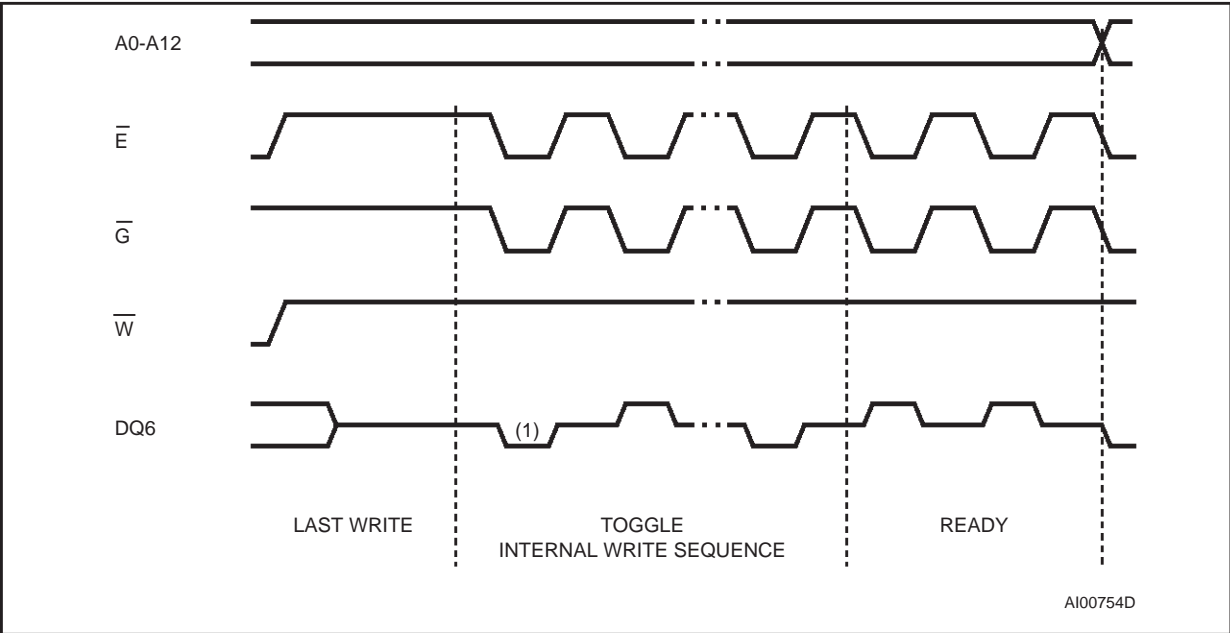 A0-A12
E̅
G̅
W̅
DQ6
(1)
LAST WRITE
TOGGLE
INTERNAL WRITE SEQUENCE
READY
AI00754D